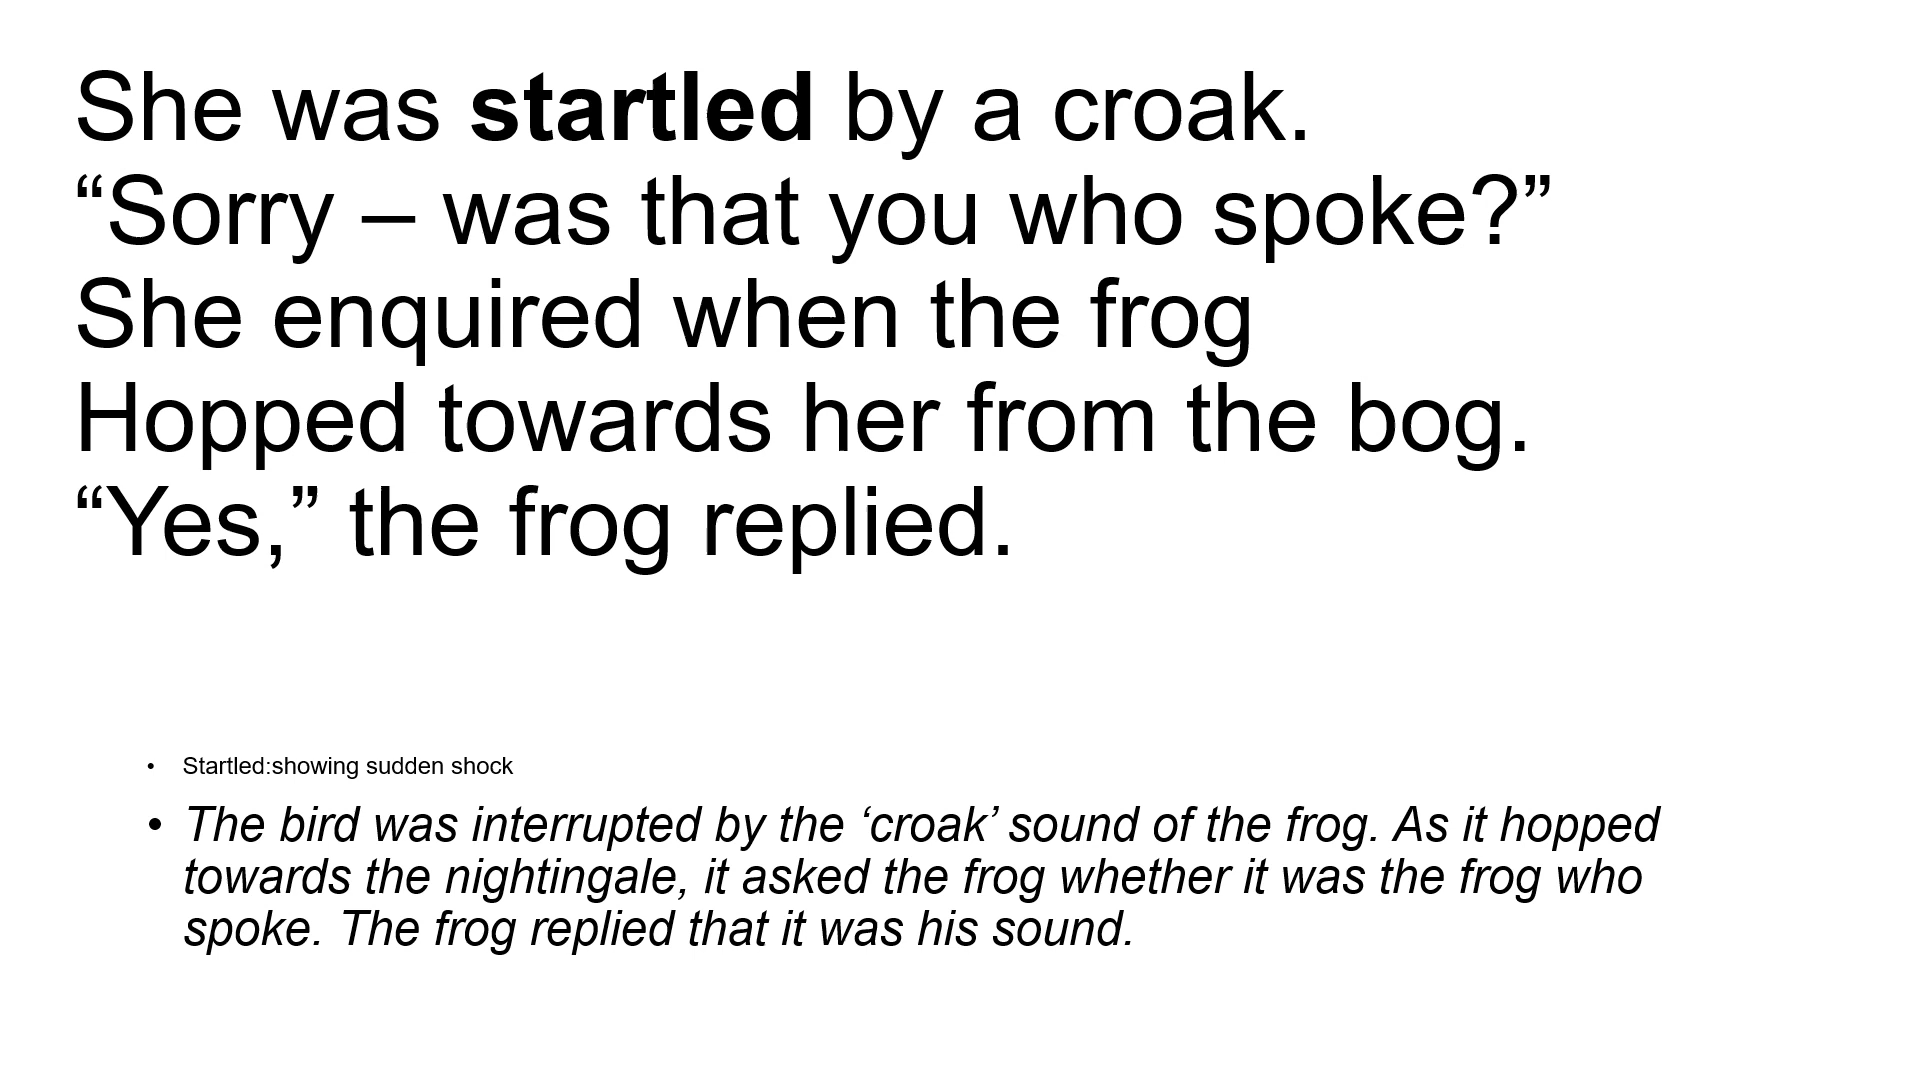 She was startled by a croak.
“Sorry – was that you who spoke?”
She enquired when the frog
Hopped towards her from the bog.
“Yes,” the frog replied.
• Startled:showing sudden shock
• The bird was interrupted by the ‘croak’ sound of the frog. As it hopped
towards the nightingale, it asked the frog whether it was the frog who
spoke. The frog replied that it was his sound.